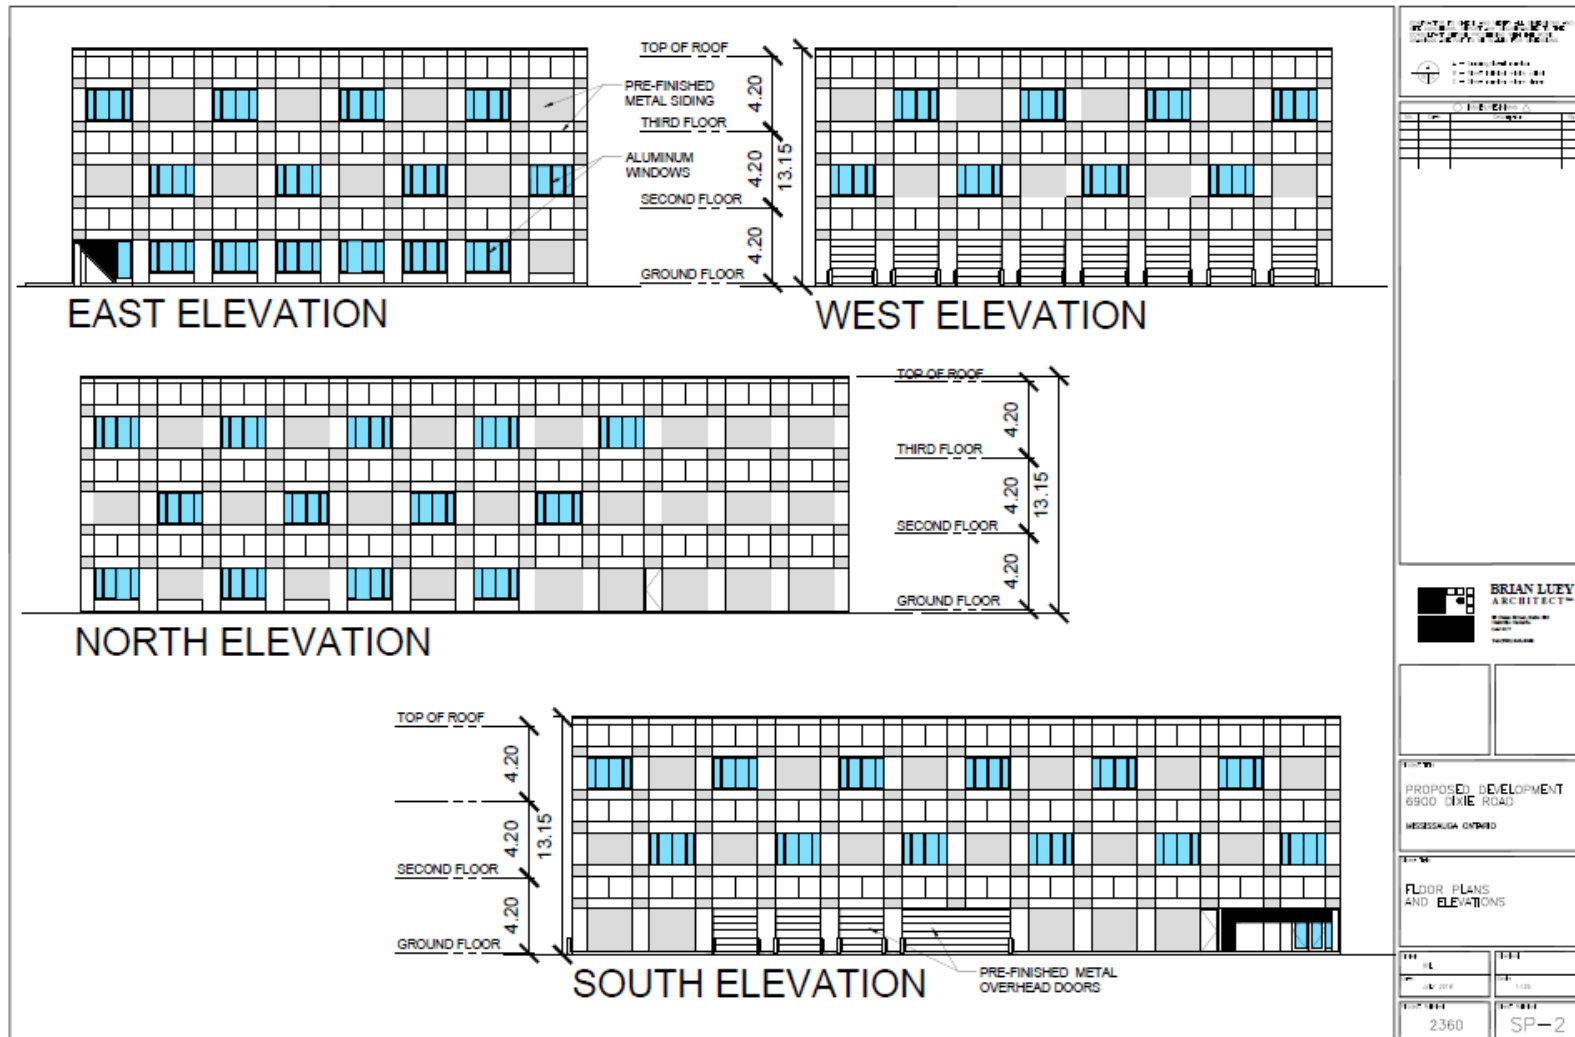 TOP OF ROOF
4.20
PRE-FINISHED
METAL SIDING
THIRD FLOOR
ALUMINUM
WINDOWS
4.20
13.15
SECOND FLOOR
4.20
GROUND FLOOR
EAST ELEVATION
WEST ELEVATION
TOP OF ROOF
4.20
THIRD FLOOR
4.20
13.15
SECOND FLOOR
4.20
GROUND FLOOR
NORTH ELEVATION
TOP OF ROOF
4.20
4.20
13.15
SECOND FLOOR
4.20
GROUND FLOOR
SOUTH ELEVATION
PRE-FINISHED METAL
OVERHEAD DOORS
BRIAN LUEY
ARCHITECT
PROPOSED DEVELOPMENT
6900 DIXIE ROAD
MISSISSAUGA ONTARIO
FLOOR PLANS
AND ELEVATIONS
2360
SP-2